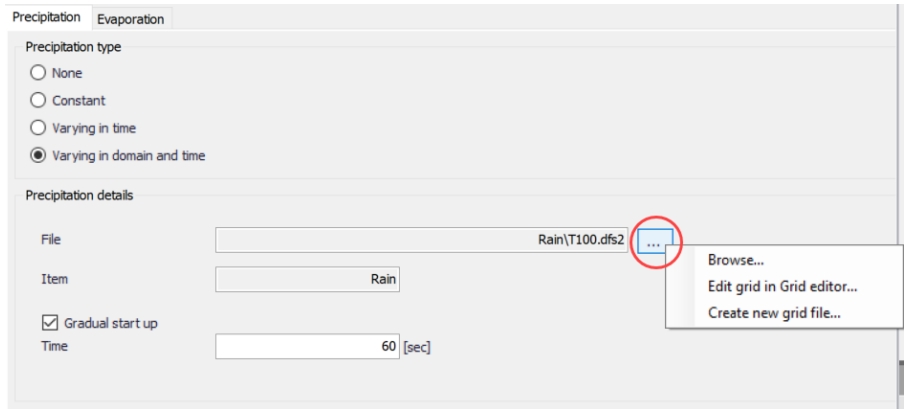 Precipitation Evaporation
Precipitation type
None
Constant
Varying in time
Varying in domain and time
Precipitation details
File Rain\T100.dfs2 ...
Browse...
Edit grid in Grid editor...
Create new grid file...
Item Rain
Gradual start up
Time 60 [sec]